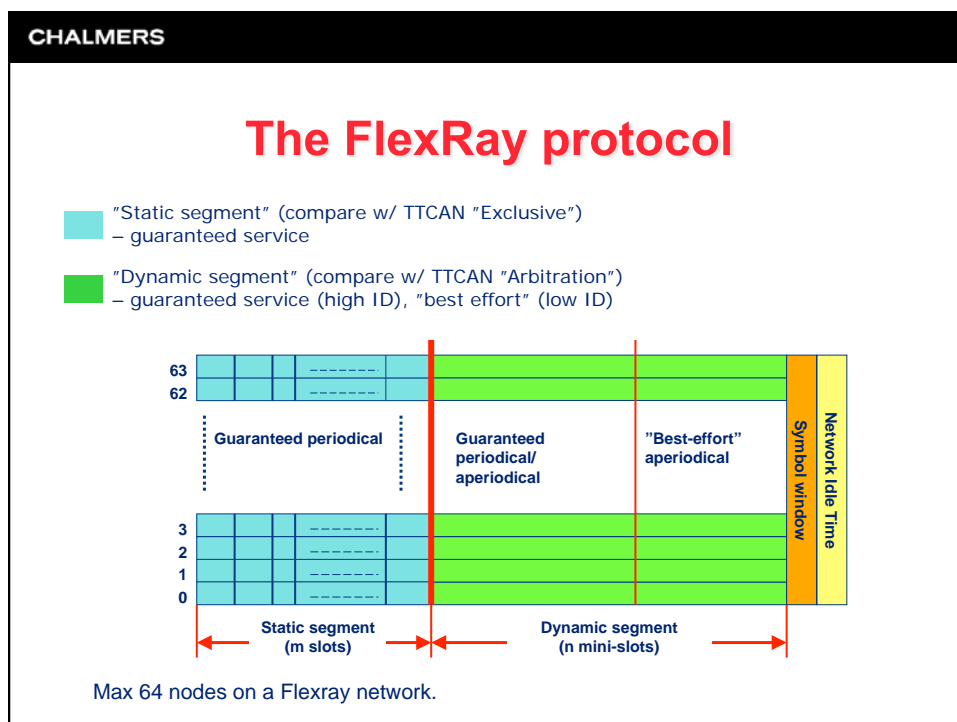 CHALMERS
The FlexRay protocol
"Static segment" (compare w/ TTCAN "Exclusive")
– guaranteed service
"Dynamic segment" (compare w/ TTCAN "Arbitration")
– guaranteed service (high ID), "best effort" (low ID)
63
62
Guaranteed periodical
Guaranteed
periodical/
aperiodical
"Best-effort"
aperiodical
Symbol window
Network Idle Time
3
2
1
0
Static segment
(m slots)
Dynamic segment
(n mini-slots)
Max 64 nodes on a Flexray network.